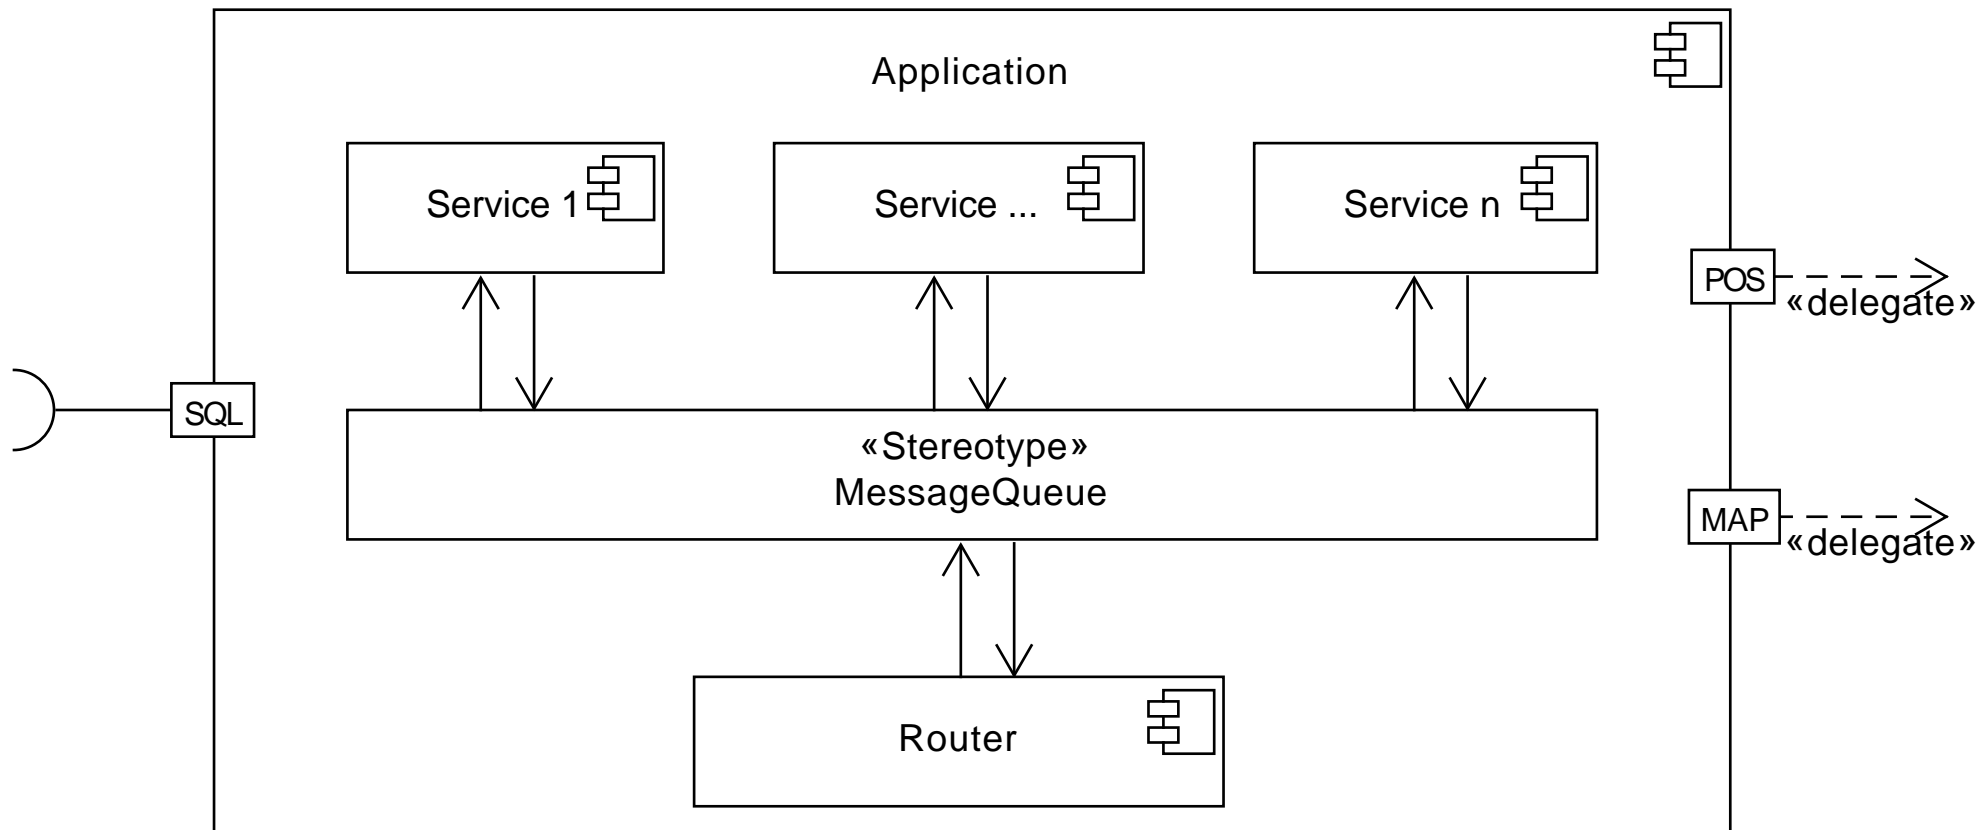 Application
Service 1
Service ...
Service n
POS
«delegate»
SQL
«Stereotype»
MessageQueue
MAP
«delegate»
Router